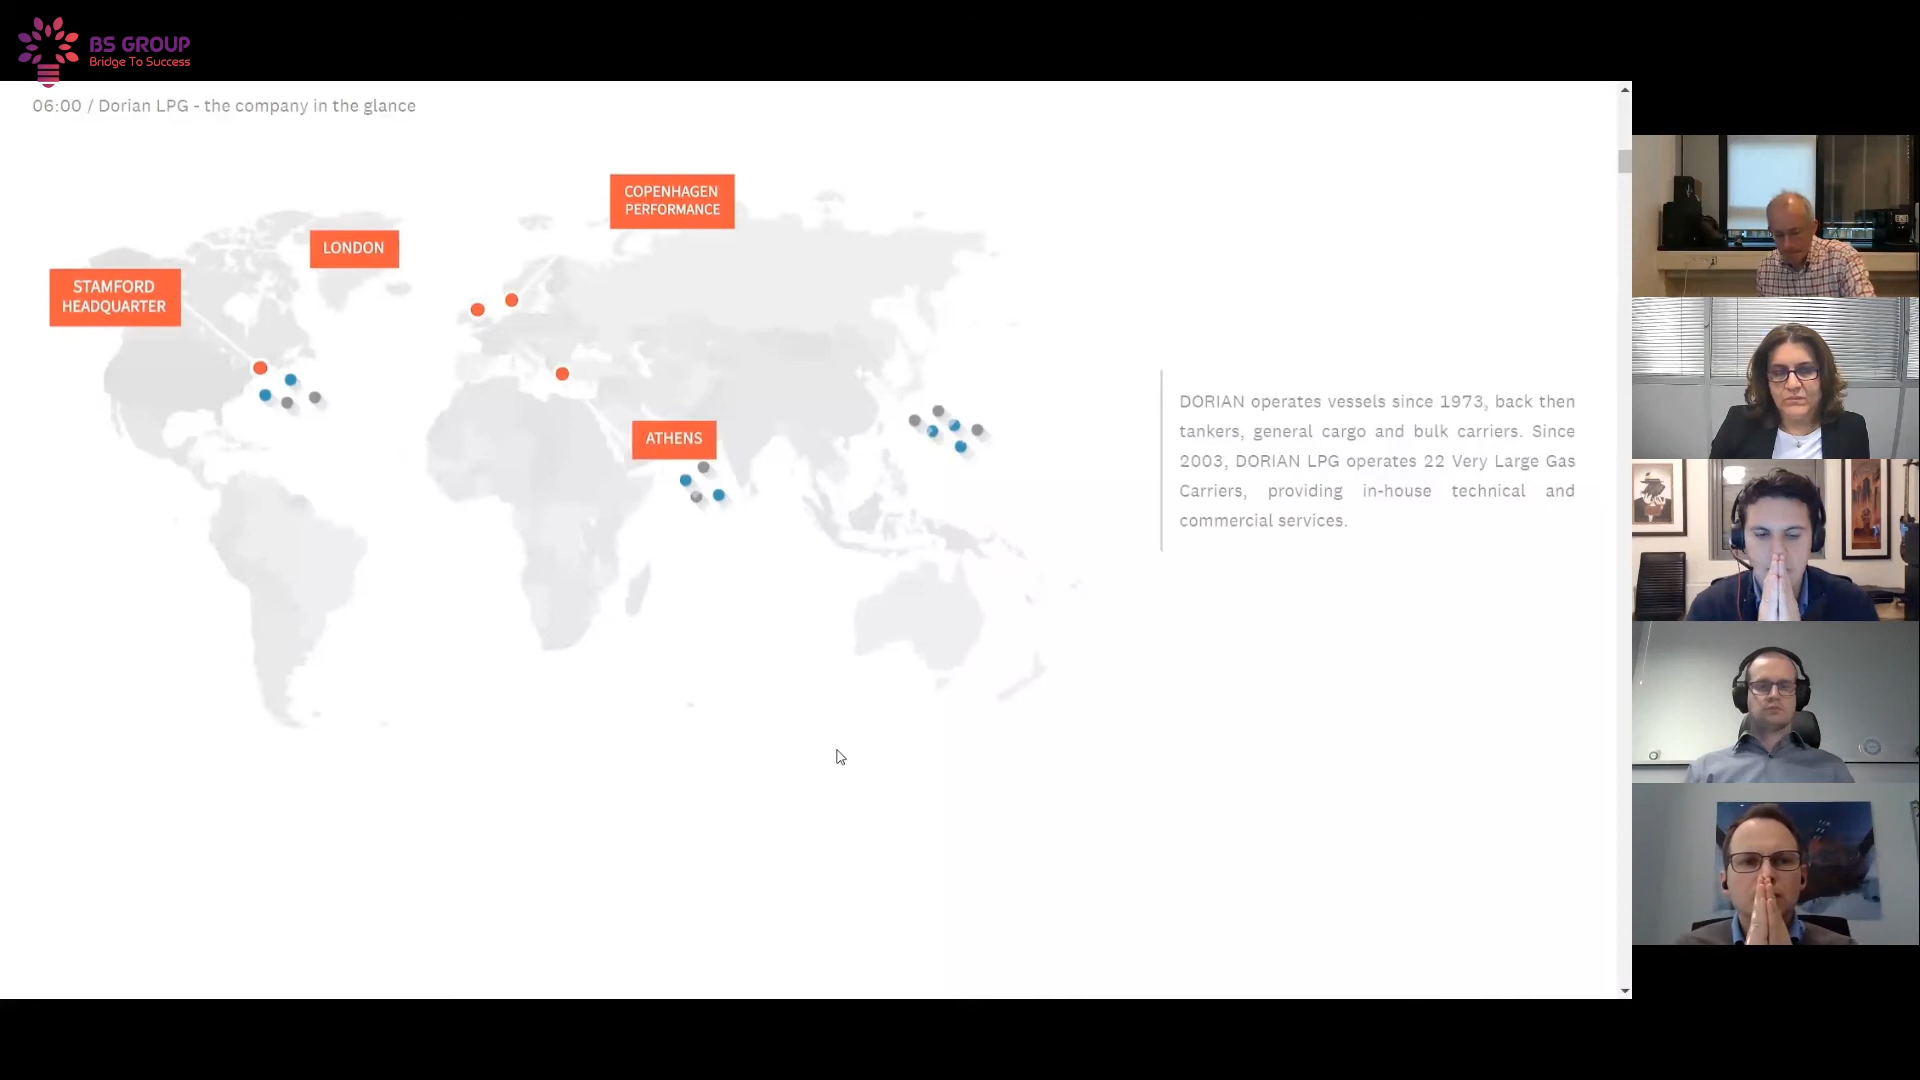 BS GROUP
Bridge To Success
06:00 / Dorian LPG - the company in the glance
COPENHAGEN
PERFORMANCE
LONDON
STAMFORD
HEADQUARTER
ATHENS
DORIAN operates vessels since 1973, back then
tankers, general cargo and bulk carriers. Since
2003, DORIAN LPG operates 22 Very Large Gas
Carriers, providing in-house technical and
commercial services.